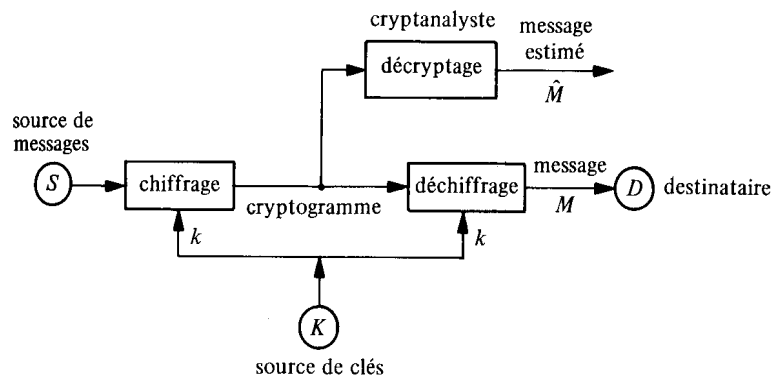 cryptanalyste
message
estimé
décryptage
M̂
source de
messages
S
chiffrage
cryptogramme
déchiffrage
message
M
D
destinataire
k
k
K
source de clés